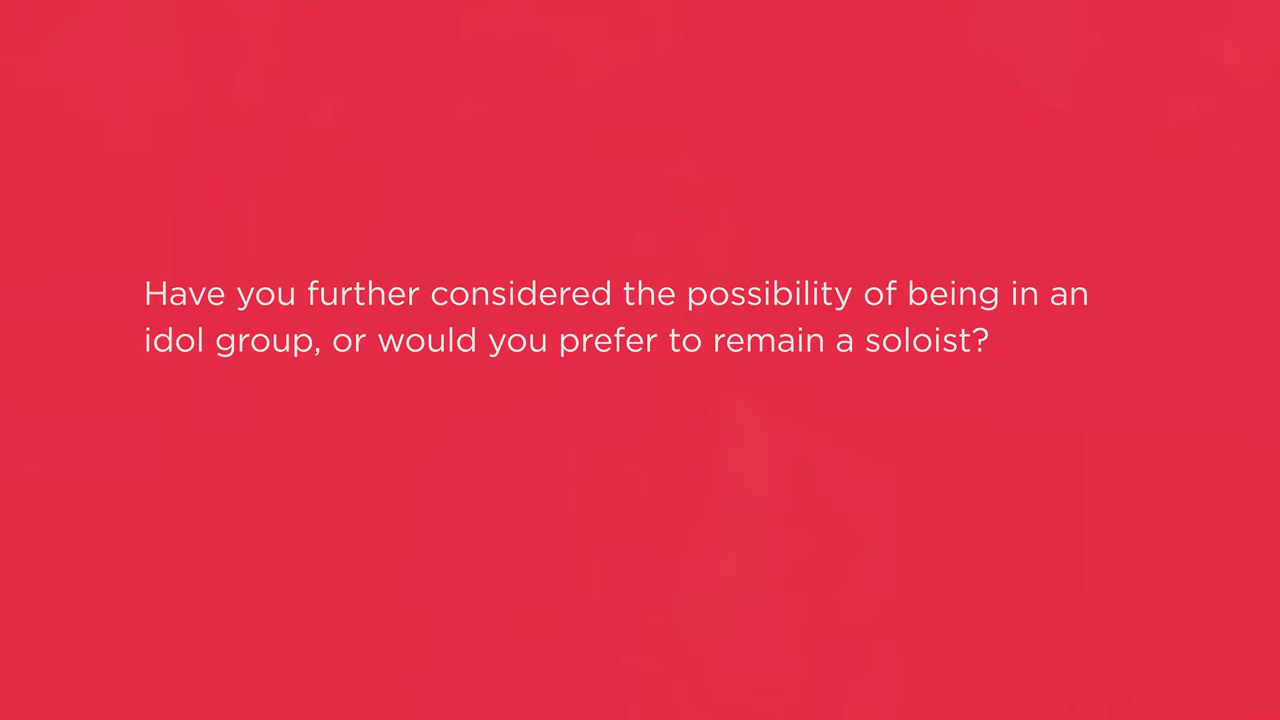 Have you further considered the possibility of being in an
idol group, or would you prefer to remain a soloist?